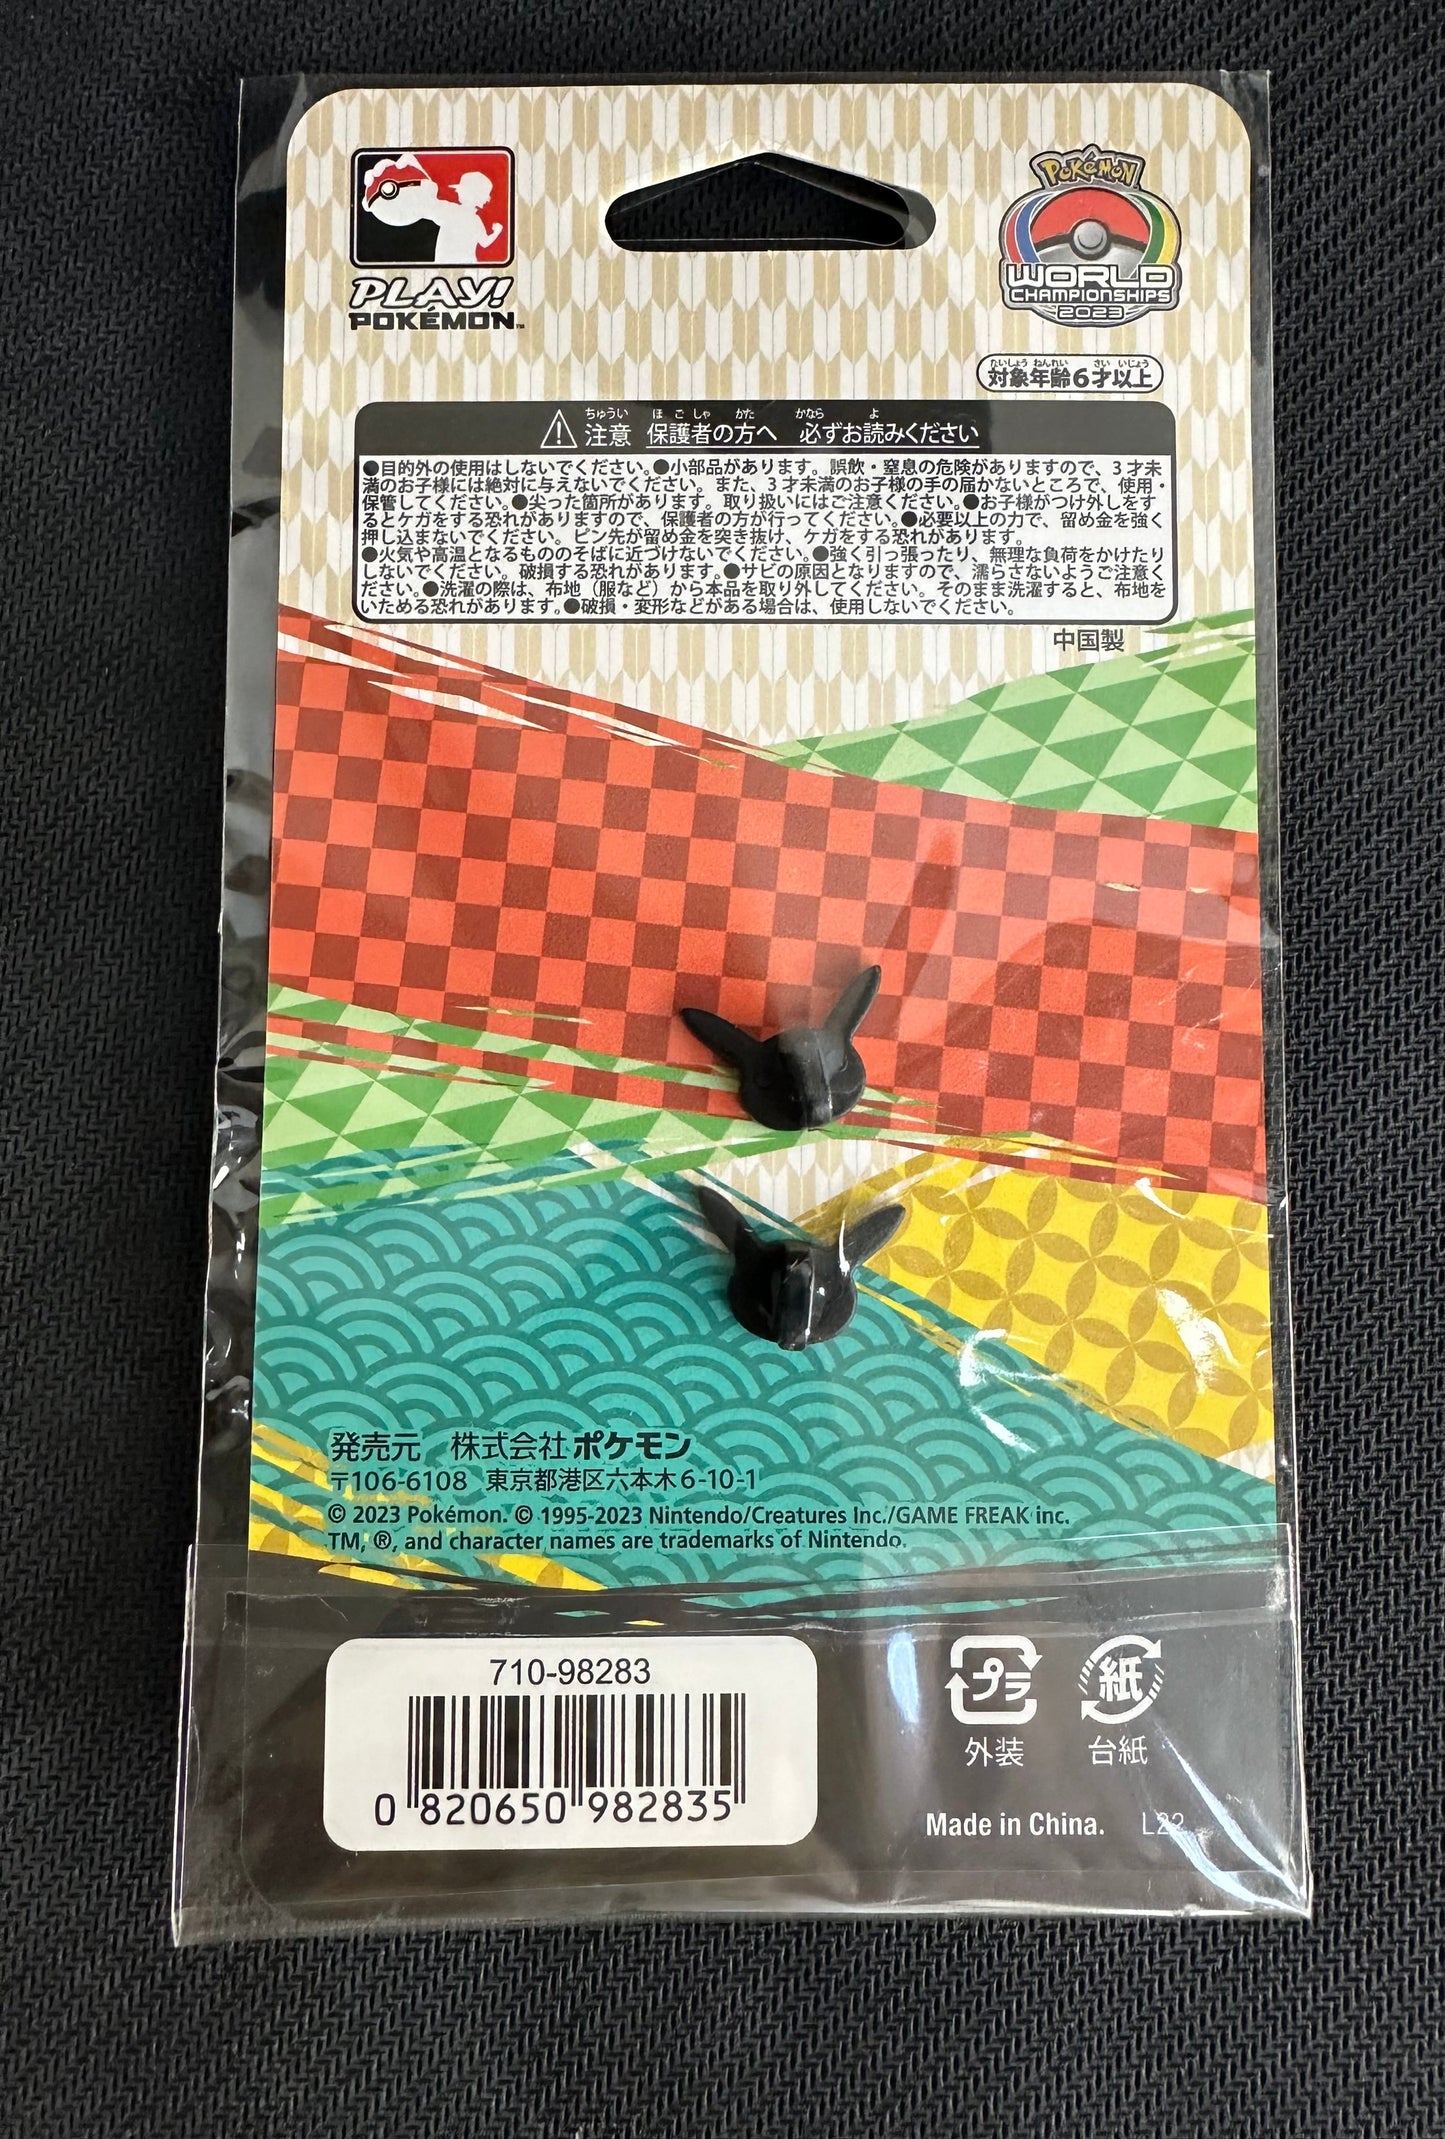 PLAY!
POKÉMON™
POKéMON
WORLD
CHAMPIONSHIPS
2023
たいしょう ねんれい さい いじょう
対象年齢6才以上
ちゅうい ほごしゃ かた かなら よ
注意 保護者の方へ 必ずお読みください
●目的外の使用はしないでください。●小部品があります。誤飲・窒息の危険がありますので、3才未
満のお子様には絶対に与えないでください。また、3才未満のお子様の手の届かないところで、使用・
保管してください。●尖った箇所があります。取り扱いにはご注意ください。●お子様がつけ外しをす
るとケガをする恐れがありますので、保護者の方が行ってください。●必要以上の力で、留め金を強く
押し込まないでください。ピン先が留め金を突き抜け、ケガをする恐れがあります。
●火気や高温となるもののそばに近づけないでください。●強く引っ張ったり、無理な負荷をかけたり
しないでください。破損する恐れがあります。●サビの原因となりますので、濡らさないようご注意く
ださい。●洗濯の際は、布地（服など）から本品を取り外してください。そのまま洗濯すると、布地を
いためる恐れがあります。●破損・変形などがある場合は、使用しないでください。
中国製
発売元 株式会社ポケモン
〒106-6108 東京都港区六本木6-10-1
© 2023 Pokémon. © 1995-2023 Nintendo/Creatures Inc./GAME FREAK inc.
TM, ®, and character names are trademarks of Nintendo.
710-98283
0 820650 982835
プラ
外装
紙
台紙
Made in China. L22